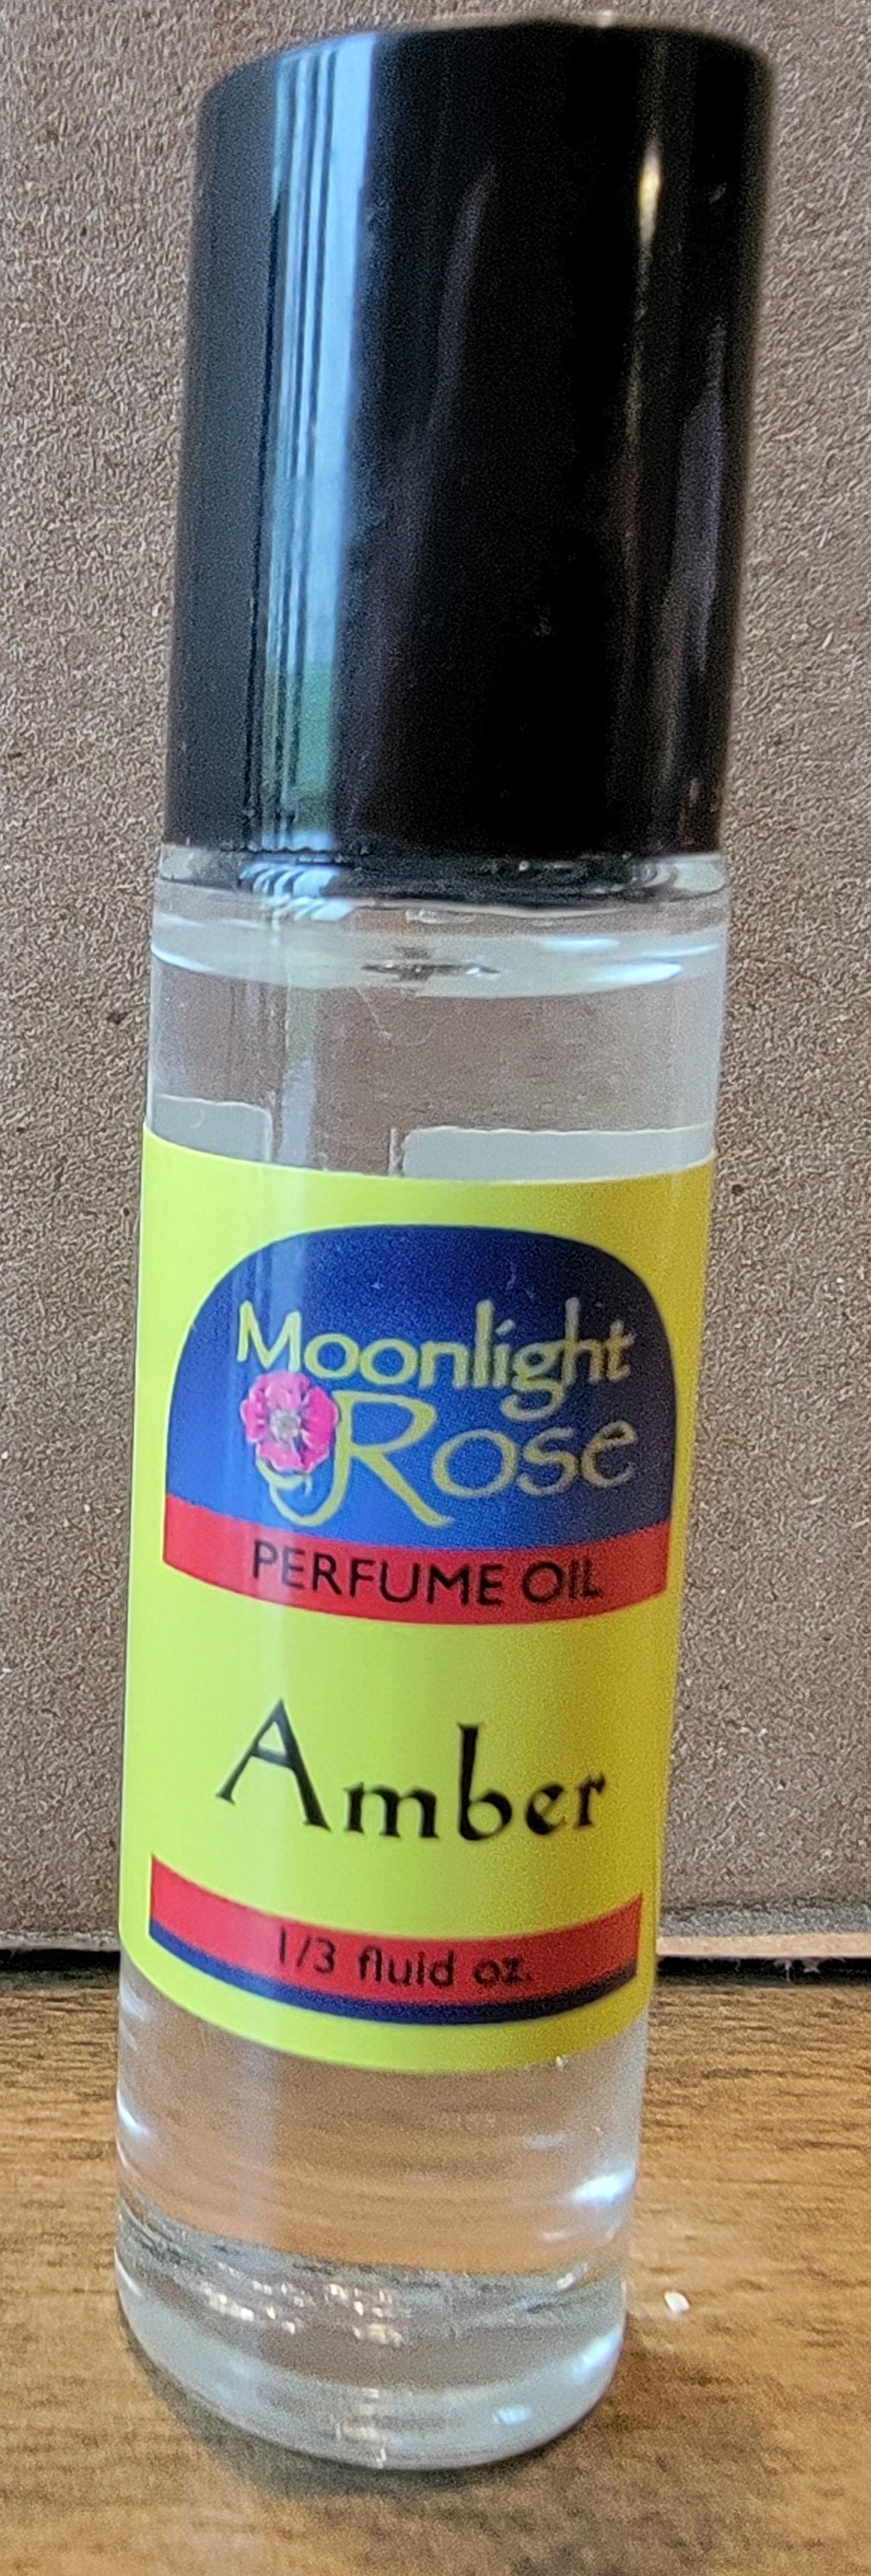 Moonlight
Rose
PERFUME OIL
Amber
1/3 fluid oz.